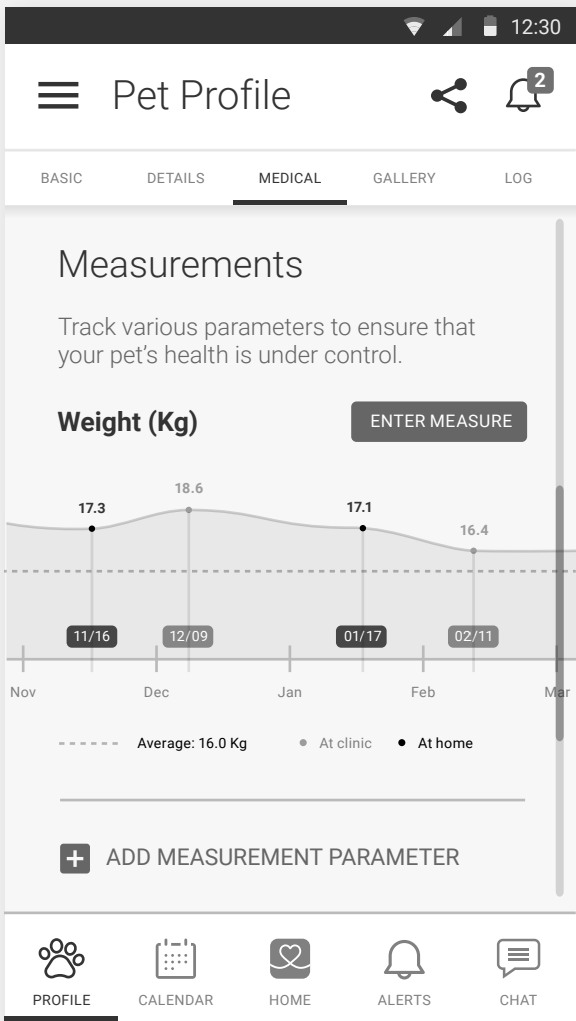 12:30
Pet Profile
2
BASIC DETAILS MEDICAL GALLERY LOG
Measurements
Track various parameters to ensure that
your pet’s health is under control.
Weight (Kg) ENTER MEASURE
17.3 18.6 17.1 16.4
11/16 12/09 01/17 02/11
Nov Dec Jan Feb Mar
Average: 16.0 Kg At clinic At home
ADD MEASUREMENT PARAMETER
PROFILE CALENDAR HOME ALERTS CHAT